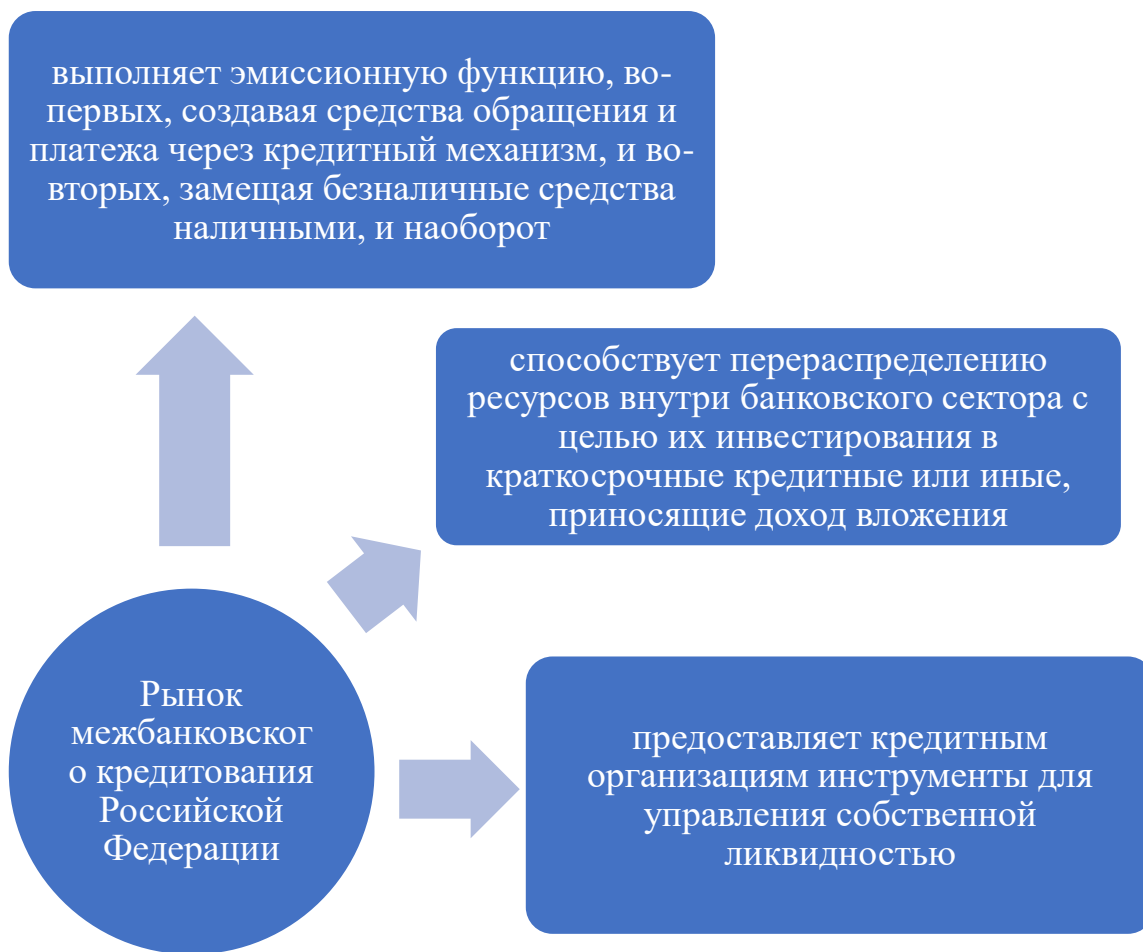 выполняет эмиссионную функцию, во-
первых, создавая средства обращения и
платежа через кредитный механизм, и во-
вторых, замещая безналичные средства
наличными, и наоборот
способствует перераспределению
ресурсов внутри банковского сектора с
целью их инвестирования в
краткосрочные кредитные или иные,
приносящие доход вложения
Рынок
межбанковског
о кредитования
Российской
Федерации
предоставляет кредитным
организациям инструменты для
управления собственной
ликвидностью